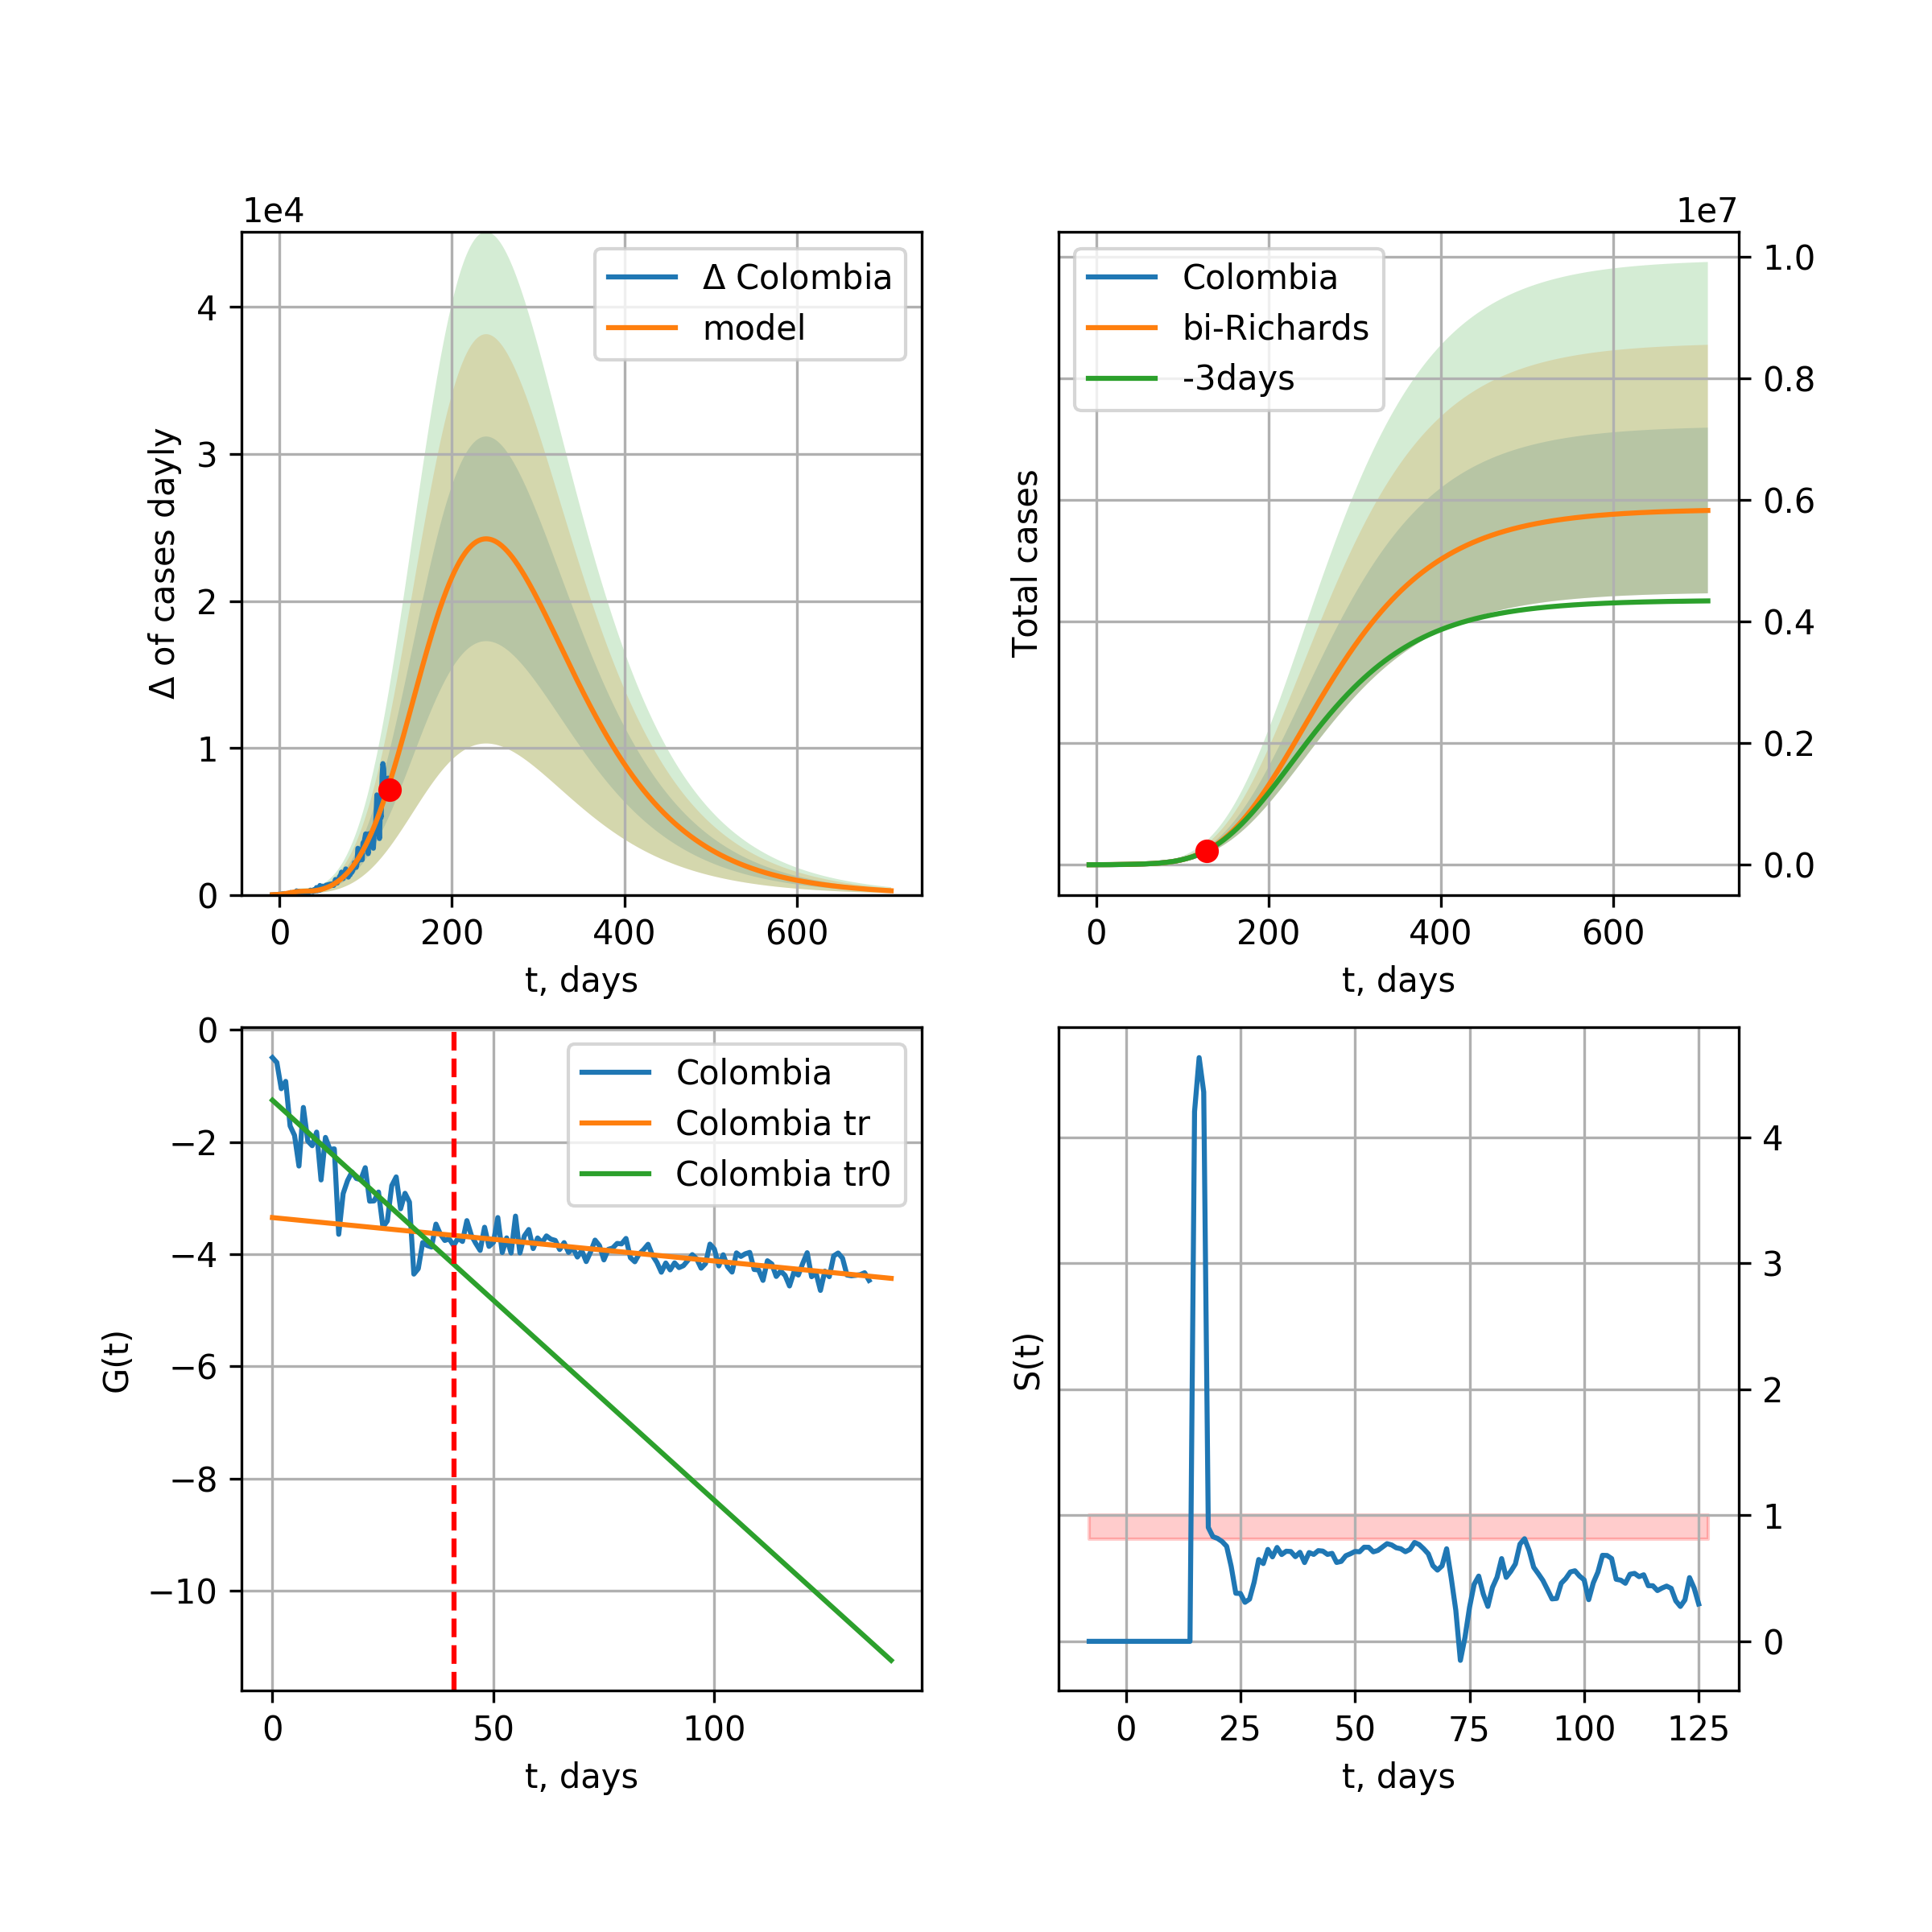 1e4
Δ of cases dayly
4
3
2
1
0
Δ Colombia
model
0 200 400 600
t, days
1e7
Total cases
Colombia
bi-Richards
-3days
1.0
0.8
0.6
0.4
0.2
0.0
0 200 400 600
t, days
G(t)
0
−2
−4
−6
−8
−10
Colombia
Colombia tr
Colombia tr0
0 50 100
t, days
S(t)
4
3
2
1
0
0 25 50 75 100 125
t, days